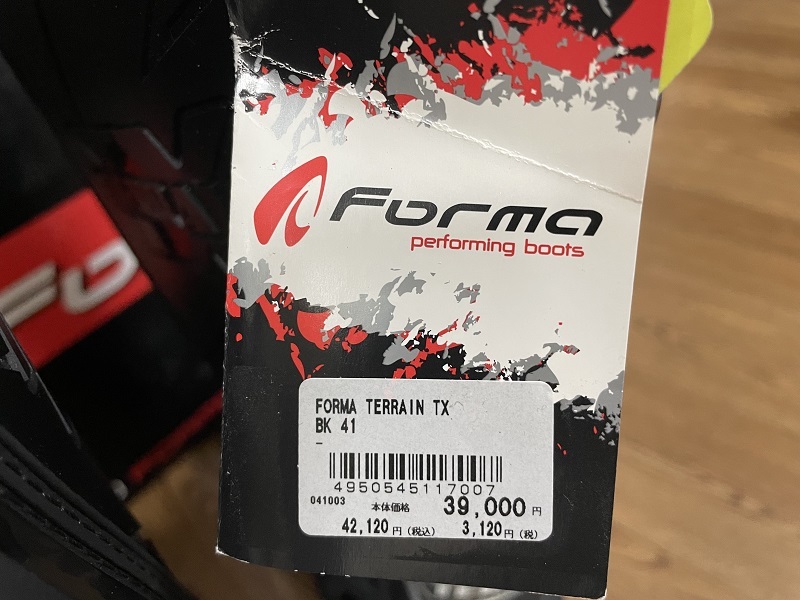 Forma
performing boots
Fo
FORMA TERRAIN TX
BK 41
-
4950545117007
041003 本体価格 39,000円
42,120円(税込) 3,120円(税)